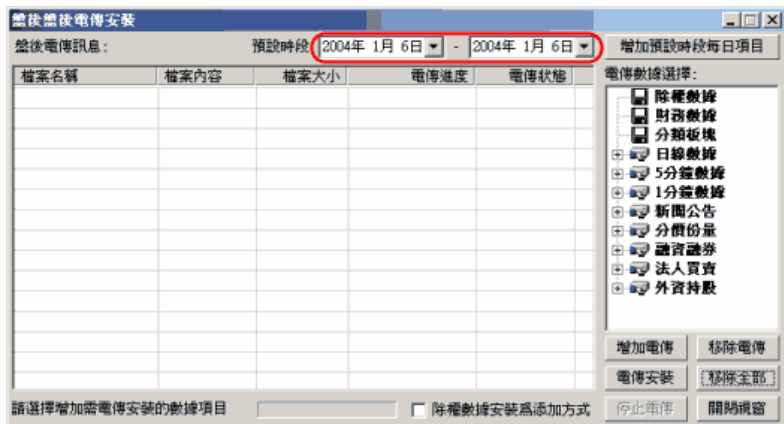 盤後盤後電傳安裝
盤後電傳訊息：
預設時段
2004年 1月 6日 - 2004年 1月 6日
增加預設時段每日項目
檔案名稱 檔案內容 檔案大小 電傳進度 電傳狀態
電傳數據選擇：
除權數據
財務數據
分類板塊
日線數據
5分鐘數據
1分鐘數據
新聞公告
分價份量
融資融券
法人買賣
外資持股
增加電傳 移除電傳
電傳安裝 移除全部
請選擇增加需電傳安裝的數據項目
除權數據安裝為添加方式
停止電傳 關閉視窗